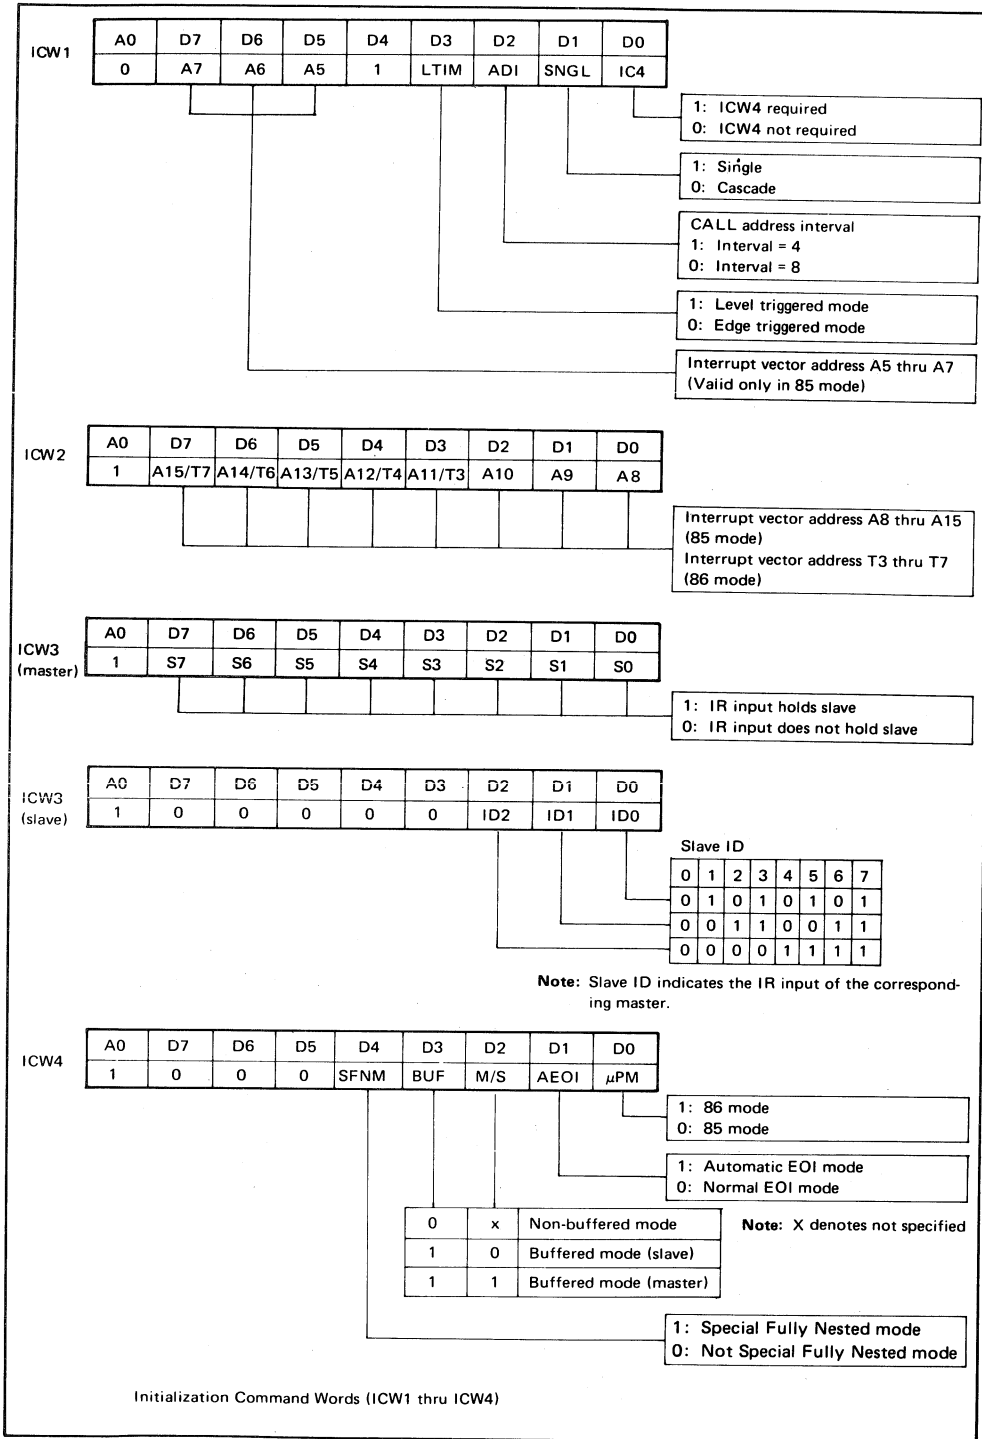 ICW1
A0 D7 D6 D5 D4 D3 D2 D1 D0
0 A7 A6 A5 1 LTIM ADI SNGL IC4
1: ICW4 required
0: ICW4 not required
1: Single
0: Cascade
CALL address interval
1: Interval = 4
0: Interval = 8
1: Level triggered mode
0: Edge triggered mode
Interrupt vector address A5 thru A7
(Valid only in 85 mode)
ICW2
A0 D7 D6 D5 D4 D3 D2 D1 D0
1 A15/T7 A14/T6 A13/T5 A12/T4 A11/T3 A10 A9 A8
Interrupt vector address A8 thru A15
(85 mode)
Interrupt vector address T3 thru T7
(86 mode)
ICW3
(master)
A0 D7 D6 D5 D4 D3 D2 D1 D0
1 S7 S6 S5 S4 S3 S2 S1 S0
1: IR input holds slave
0: IR input does not hold slave
ICW3
(slave)
A0 D7 D6 D5 D4 D3 D2 D1 D0
1 0 0 0 0 0 ID2 ID1 ID0
Slave ID
0 1 2 3 4 5 6 7
0 1 0 1 0 1 0 1
0 0 1 1 0 0 1 1
0 0 0 0 1 1 1 1
Note: Slave ID indicates the IR input of the correspond-
ing master.
ICW4
A0 D7 D6 D5 D4 D3 D2 D1 D0
1 0 0 0 SFNM BUF M/S AEOI μPM
1: 86 mode
0: 85 mode
1: Automatic EOI mode
0: Normal EOI mode
0 x Non-buffered mode
1 0 Buffered mode (slave)
1 1 Buffered mode (master)
Note: X denotes not specified
1: Special Fully Nested mode
0: Not Special Fully Nested mode
Initialization Command Words (ICW1 thru ICW4)